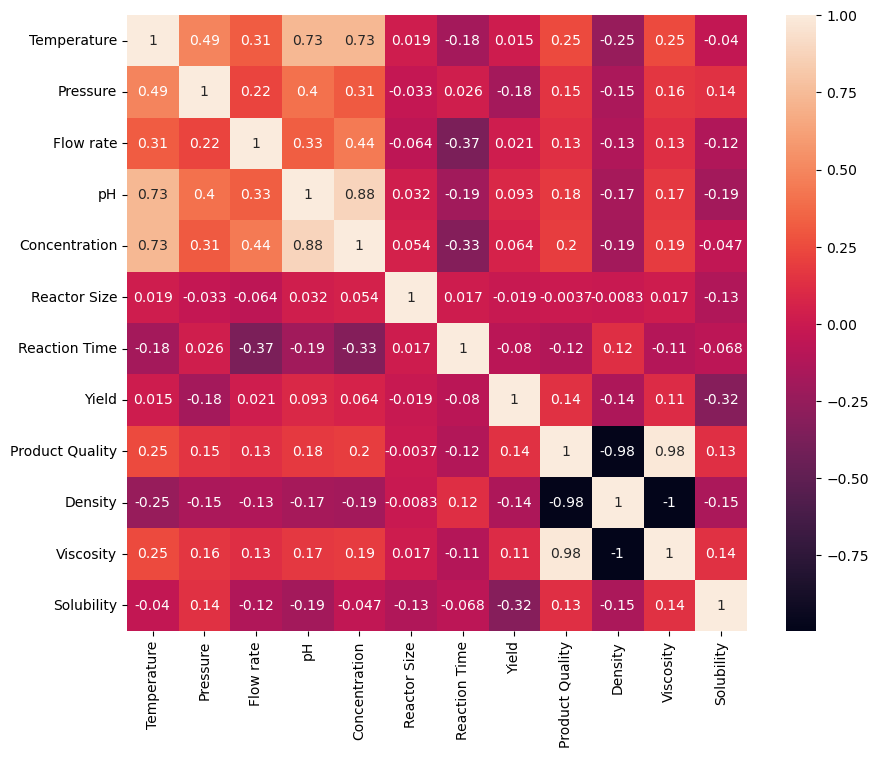 Temperature 1 0.49 0.31 0.73 0.73 0.019 -0.18 0.015 0.25 -0.25 0.25 -0.04
Pressure 0.49 1 0.22 0.4 0.31 -0.033 0.026 -0.18 0.15 -0.15 0.16 0.14
Flow rate 0.31 0.22 1 0.33 0.44 -0.064 -0.37 0.021 0.13 -0.13 0.13 -0.12
pH 0.73 0.4 0.33 1 0.88 0.032 -0.19 0.093 0.18 -0.17 0.17 -0.19
Concentration 0.73 0.31 0.44 0.88 1 0.054 -0.33 0.064 0.2 -0.19 0.19 -0.047
Reactor Size 0.019 -0.033 -0.064 0.032 0.054 1 0.017 -0.019 -0.0037 -0.0083 0.017 -0.13
Reaction Time -0.18 0.026 -0.37 -0.19 -0.33 0.017 1 -0.08 -0.12 0.12 -0.11 -0.068
Yield 0.015 -0.18 0.021 0.093 0.064 -0.019 -0.08 1 0.14 -0.14 0.11 -0.32
Product Quality 0.25 0.15 0.13 0.18 0.2 -0.0037 -0.12 0.14 1 -0.98 0.98 0.13
Density -0.25 -0.15 -0.13 -0.17 -0.19 -0.0083 0.12 -0.14 -0.98 1 -1 -0.15
Viscosity 0.25 0.16 0.13 0.17 0.19 0.017 -0.11 0.11 0.98 -1 1 0.14
Solubility -0.04 0.14 -0.12 -0.19 -0.047 -0.13 -0.068 -0.32 0.13 -0.15 0.14 1
Temperature
Pressure
Flow rate
pH
Concentration
Reactor Size
Reaction Time
Yield
Product Quality
Density
Viscosity
Solubility
1.00
0.75
0.50
0.25
0.00
−0.25
−0.50
−0.75